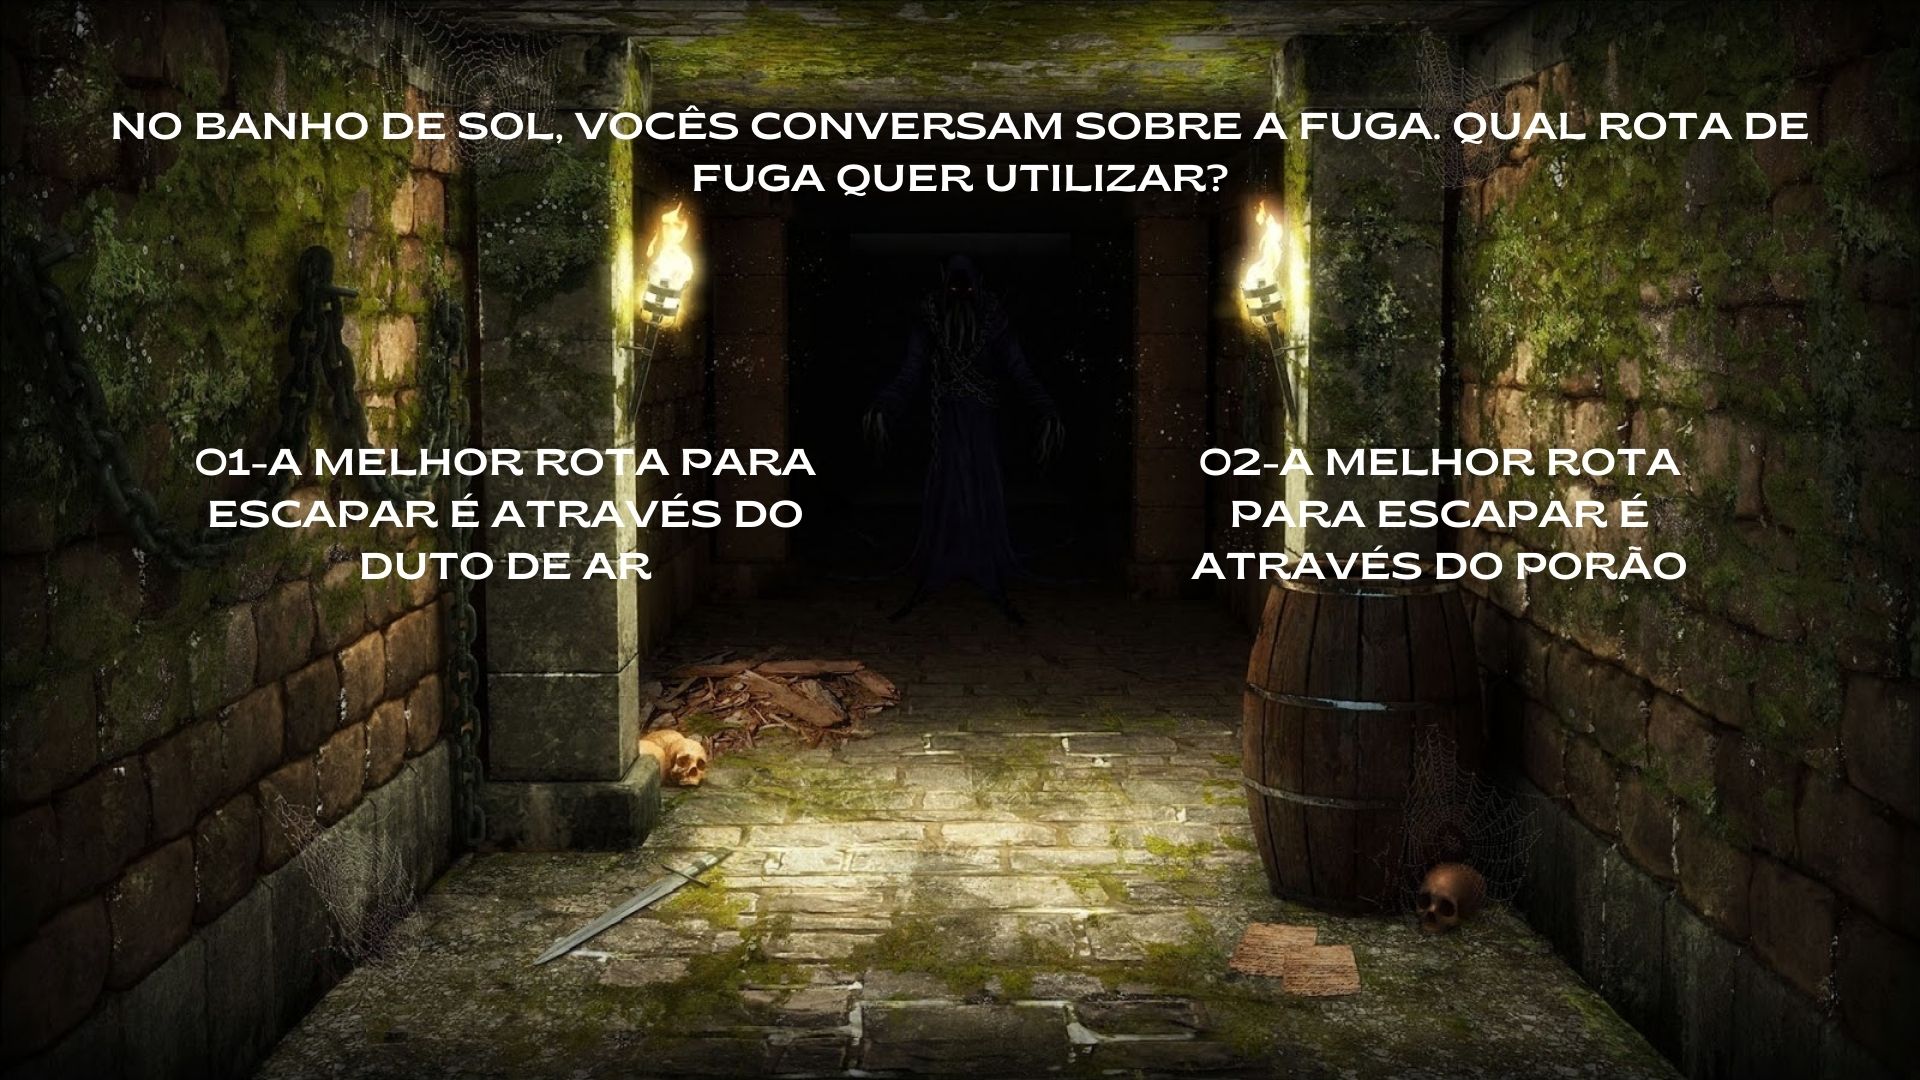 NO BANHO DE SOL, VOCÊS CONVERSAM SOBRE A FUGA. QUAL ROTA DE
FUGA QUER UTILIZAR?
01-A MELHOR ROTA PARA
ESCAPAR É ATRAVÉS DO
DUTO DE AR
02-A MELHOR ROTA
PARA ESCAPAR É
ATRAVÉS DO PORÃO